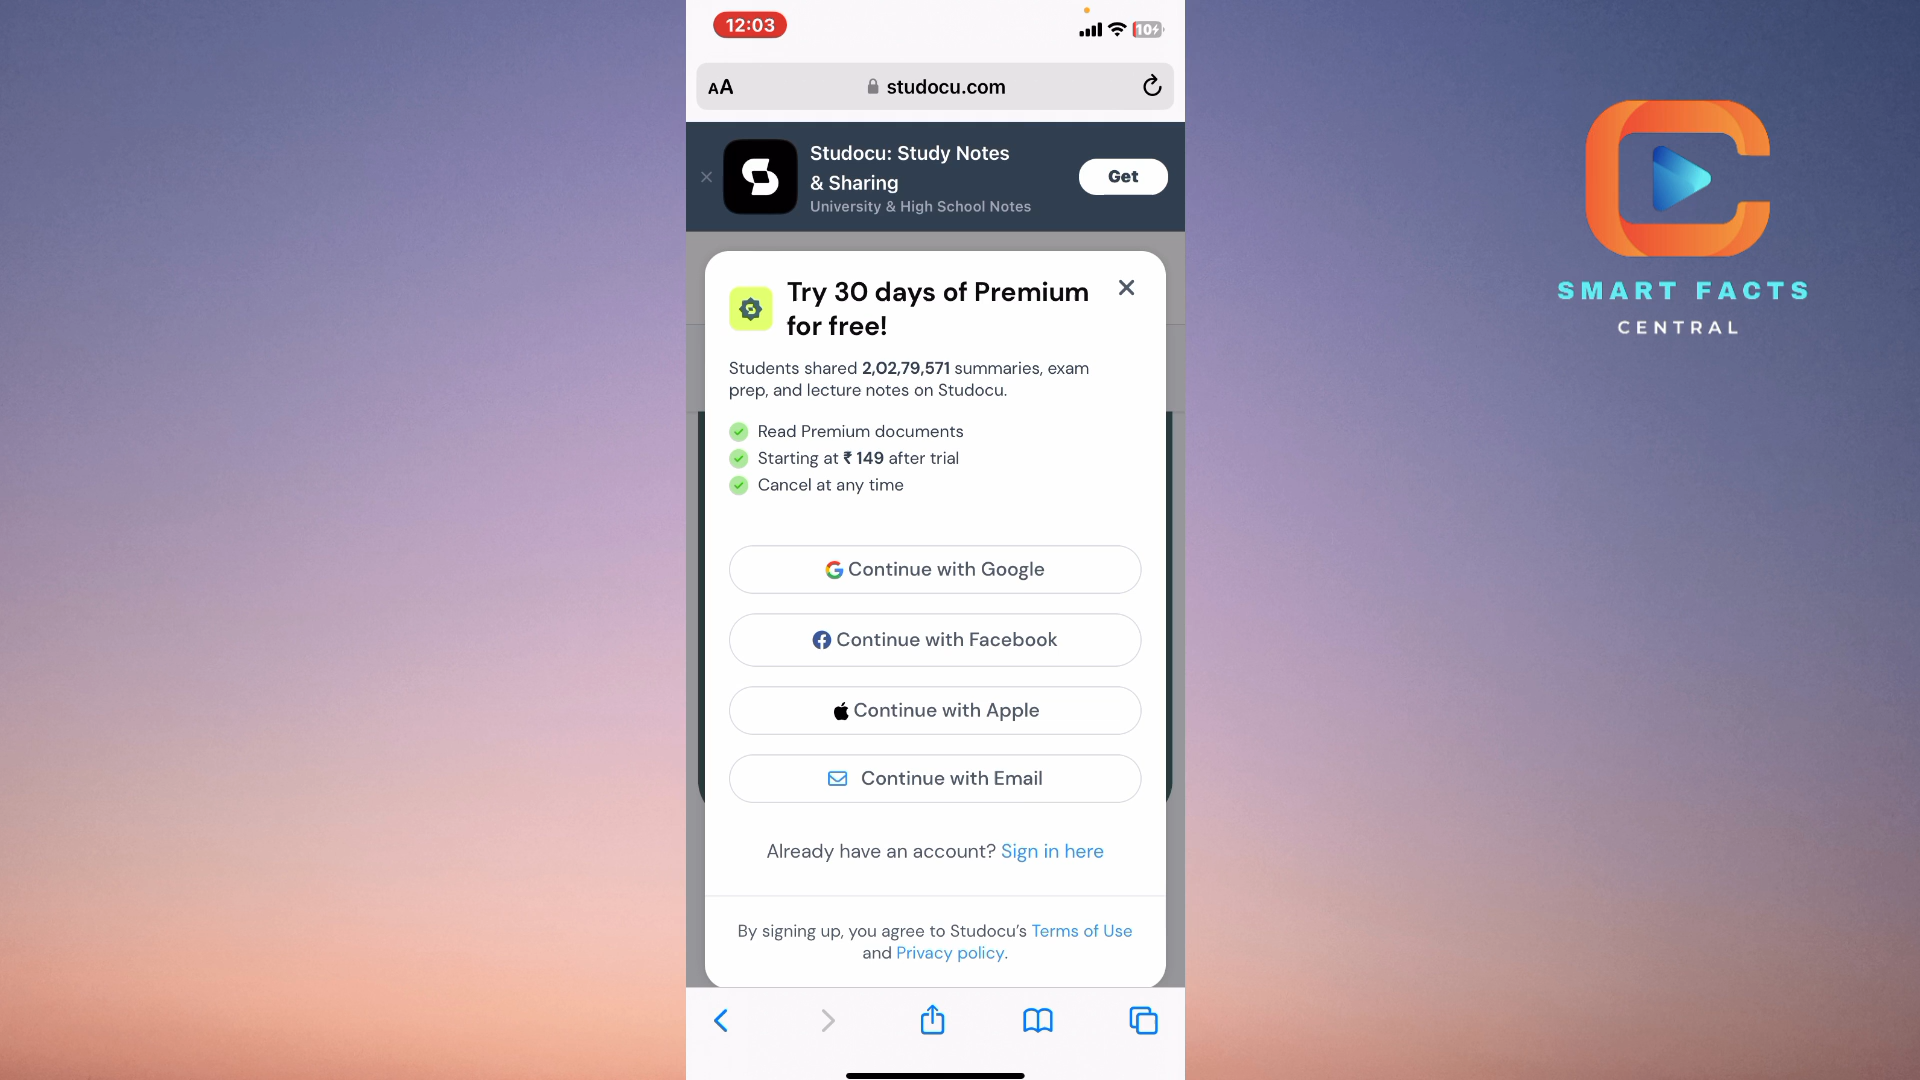 12:03
10
AA
studocu.com
Studocu: Study Notes
& Sharing
University & High School Notes
Get
Try 30 days of Premium
for free!
Students shared 2,02,79,571 summaries, exam
prep, and lecture notes on Studocu.
Read Premium documents
Starting at ₹ 149 after trial
Cancel at any time
Continue with Google
Continue with Facebook
Continue with Apple
Continue with Email
Already have an account? Sign in here
By signing up, you agree to Studocu's Terms of Use
and Privacy policy.
SMART FACTS
CENTRAL